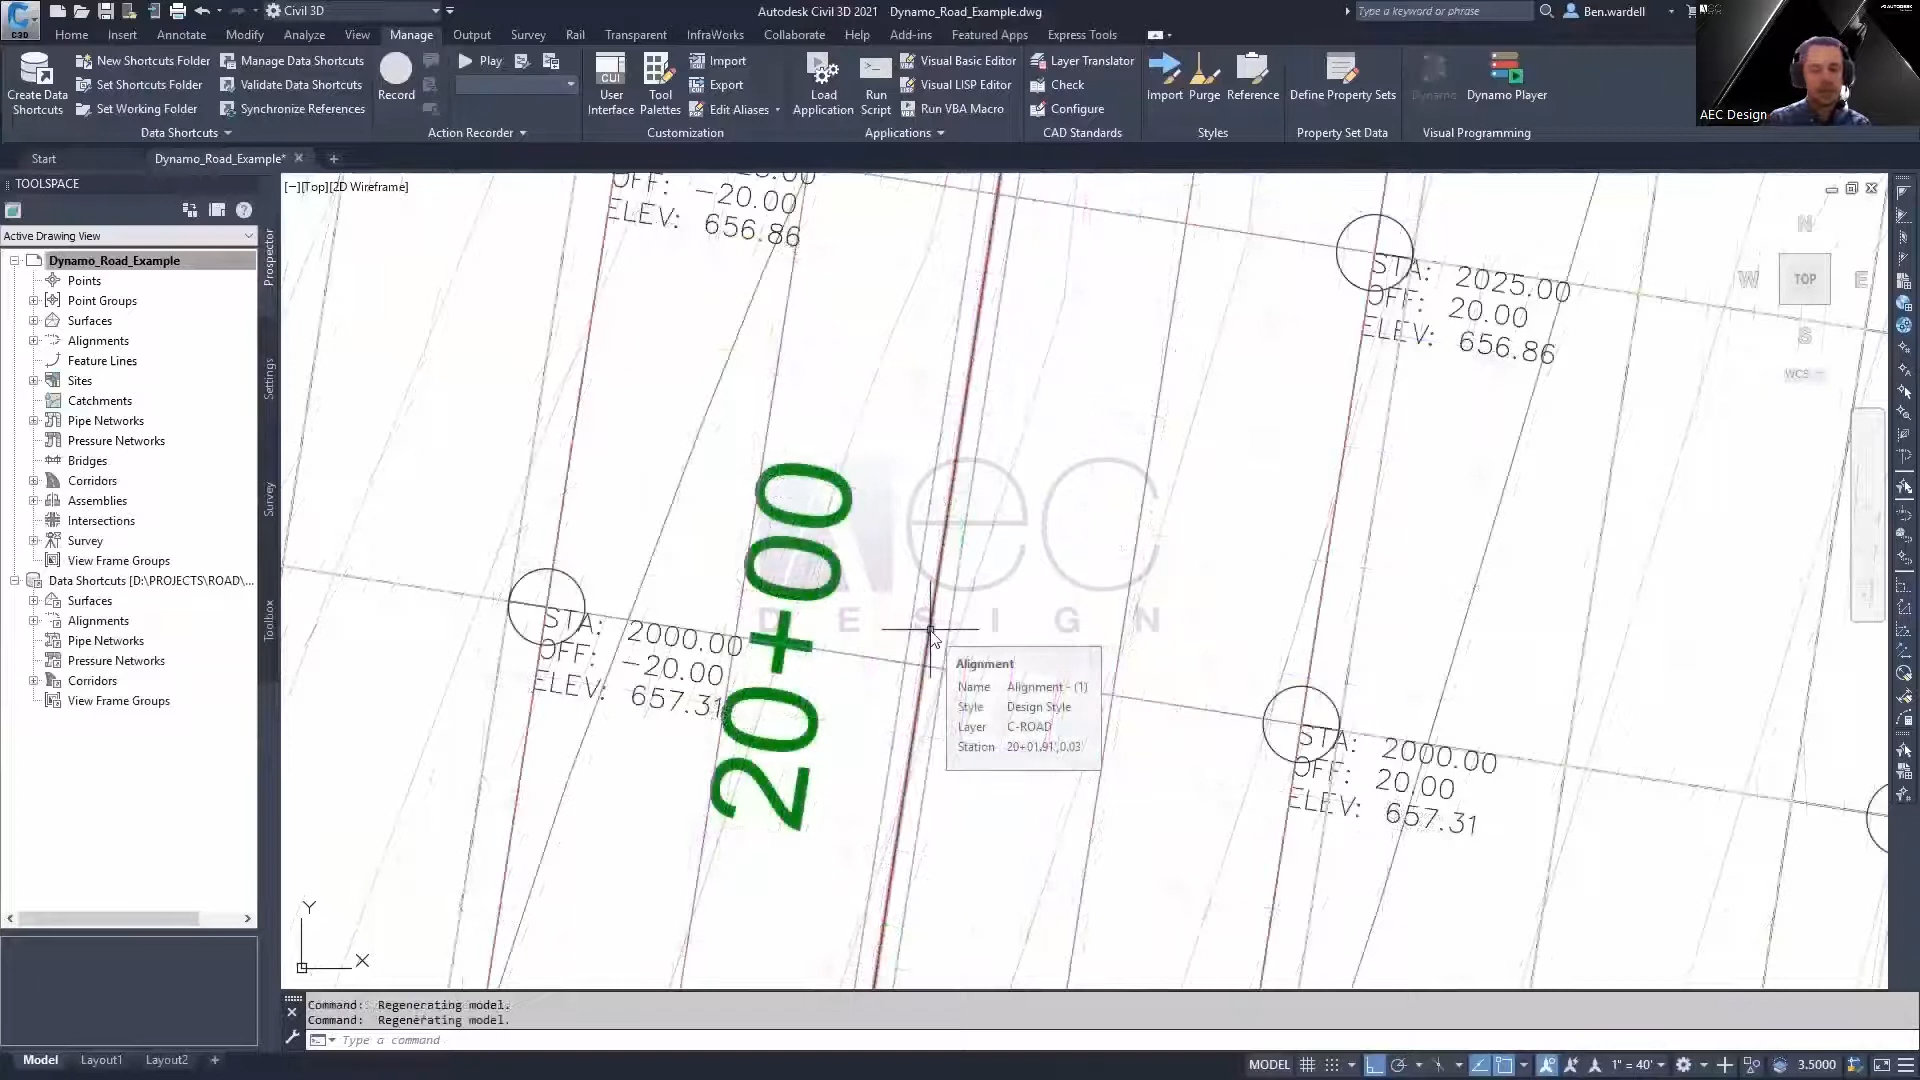 Civil 3D
Autodesk Civil 3D 2021 Dynamo_Road_Example.dwg
Type a keyword or phrase
Ben.wardell
Home Insert Annotate Modify Analyze View Manage Output Survey Rail Transparent InfraWorks Collaborate Help Add-ins Featured Apps Express Tools
C3D
Create Data Shortcuts
New Shortcuts Folder
Set Shortcuts Folder
Set Working Folder
Manage Data Shortcuts
Validate Data Shortcuts
Synchronize References
Data Shortcuts
Record
Play
Action Recorder
User Interface
CUI
Tool Palettes
Import
Export
Edit Aliases
Customization
Load Application
Run Script
Visual Basic Editor
Visual LISP Editor
Run VBA Macro
Applications
Layer Translator
Check
Configure
CAD Standards
Import
Purge
Reference
Styles
Define Property Sets
Property Set Data
Dynamo
Dynamo Player
Visual Programming
AEC Design
Start
Dynamo_Road_Example*
TOOLSPACE
Active Drawing View
Dynamo_Road_Example
Points
Point Groups
Surfaces
Alignments
Feature Lines
Sites
Catchments
Pipe Networks
Pressure Networks
Bridges
Corridors
Assemblies
Intersections
Survey
View Frame Groups
Data Shortcuts [D:\PROJECTS\ROAD\...
Surfaces
Alignments
Pipe Networks
Pressure Networks
Corridors
View Frame Groups
Prospector
Settings
Survey
Toolbox
[−][Top][2D Wireframe]
OFF: −20.00
ELEV: 656.86
STA: 2025.00
OFF: 20.00
ELEV: 656.86
N
W
TOP
E
S
WCS
20+00
AeC
DESIGN
STA: 2000.00
OFF: −20.00
ELEV: 657.31
Alignment
Name Alignment - (1)
Style Design Style
Layer C-ROAD
Station 20+01.91',0.03'
STA: 2000.00
OFF: 20.00
ELEV: 657.31
Y
X
Command: Regenerating model.
Command: Regenerating model.
Type a command
Model Layout1 Layout2
MODEL
1" = 40'
3.5000